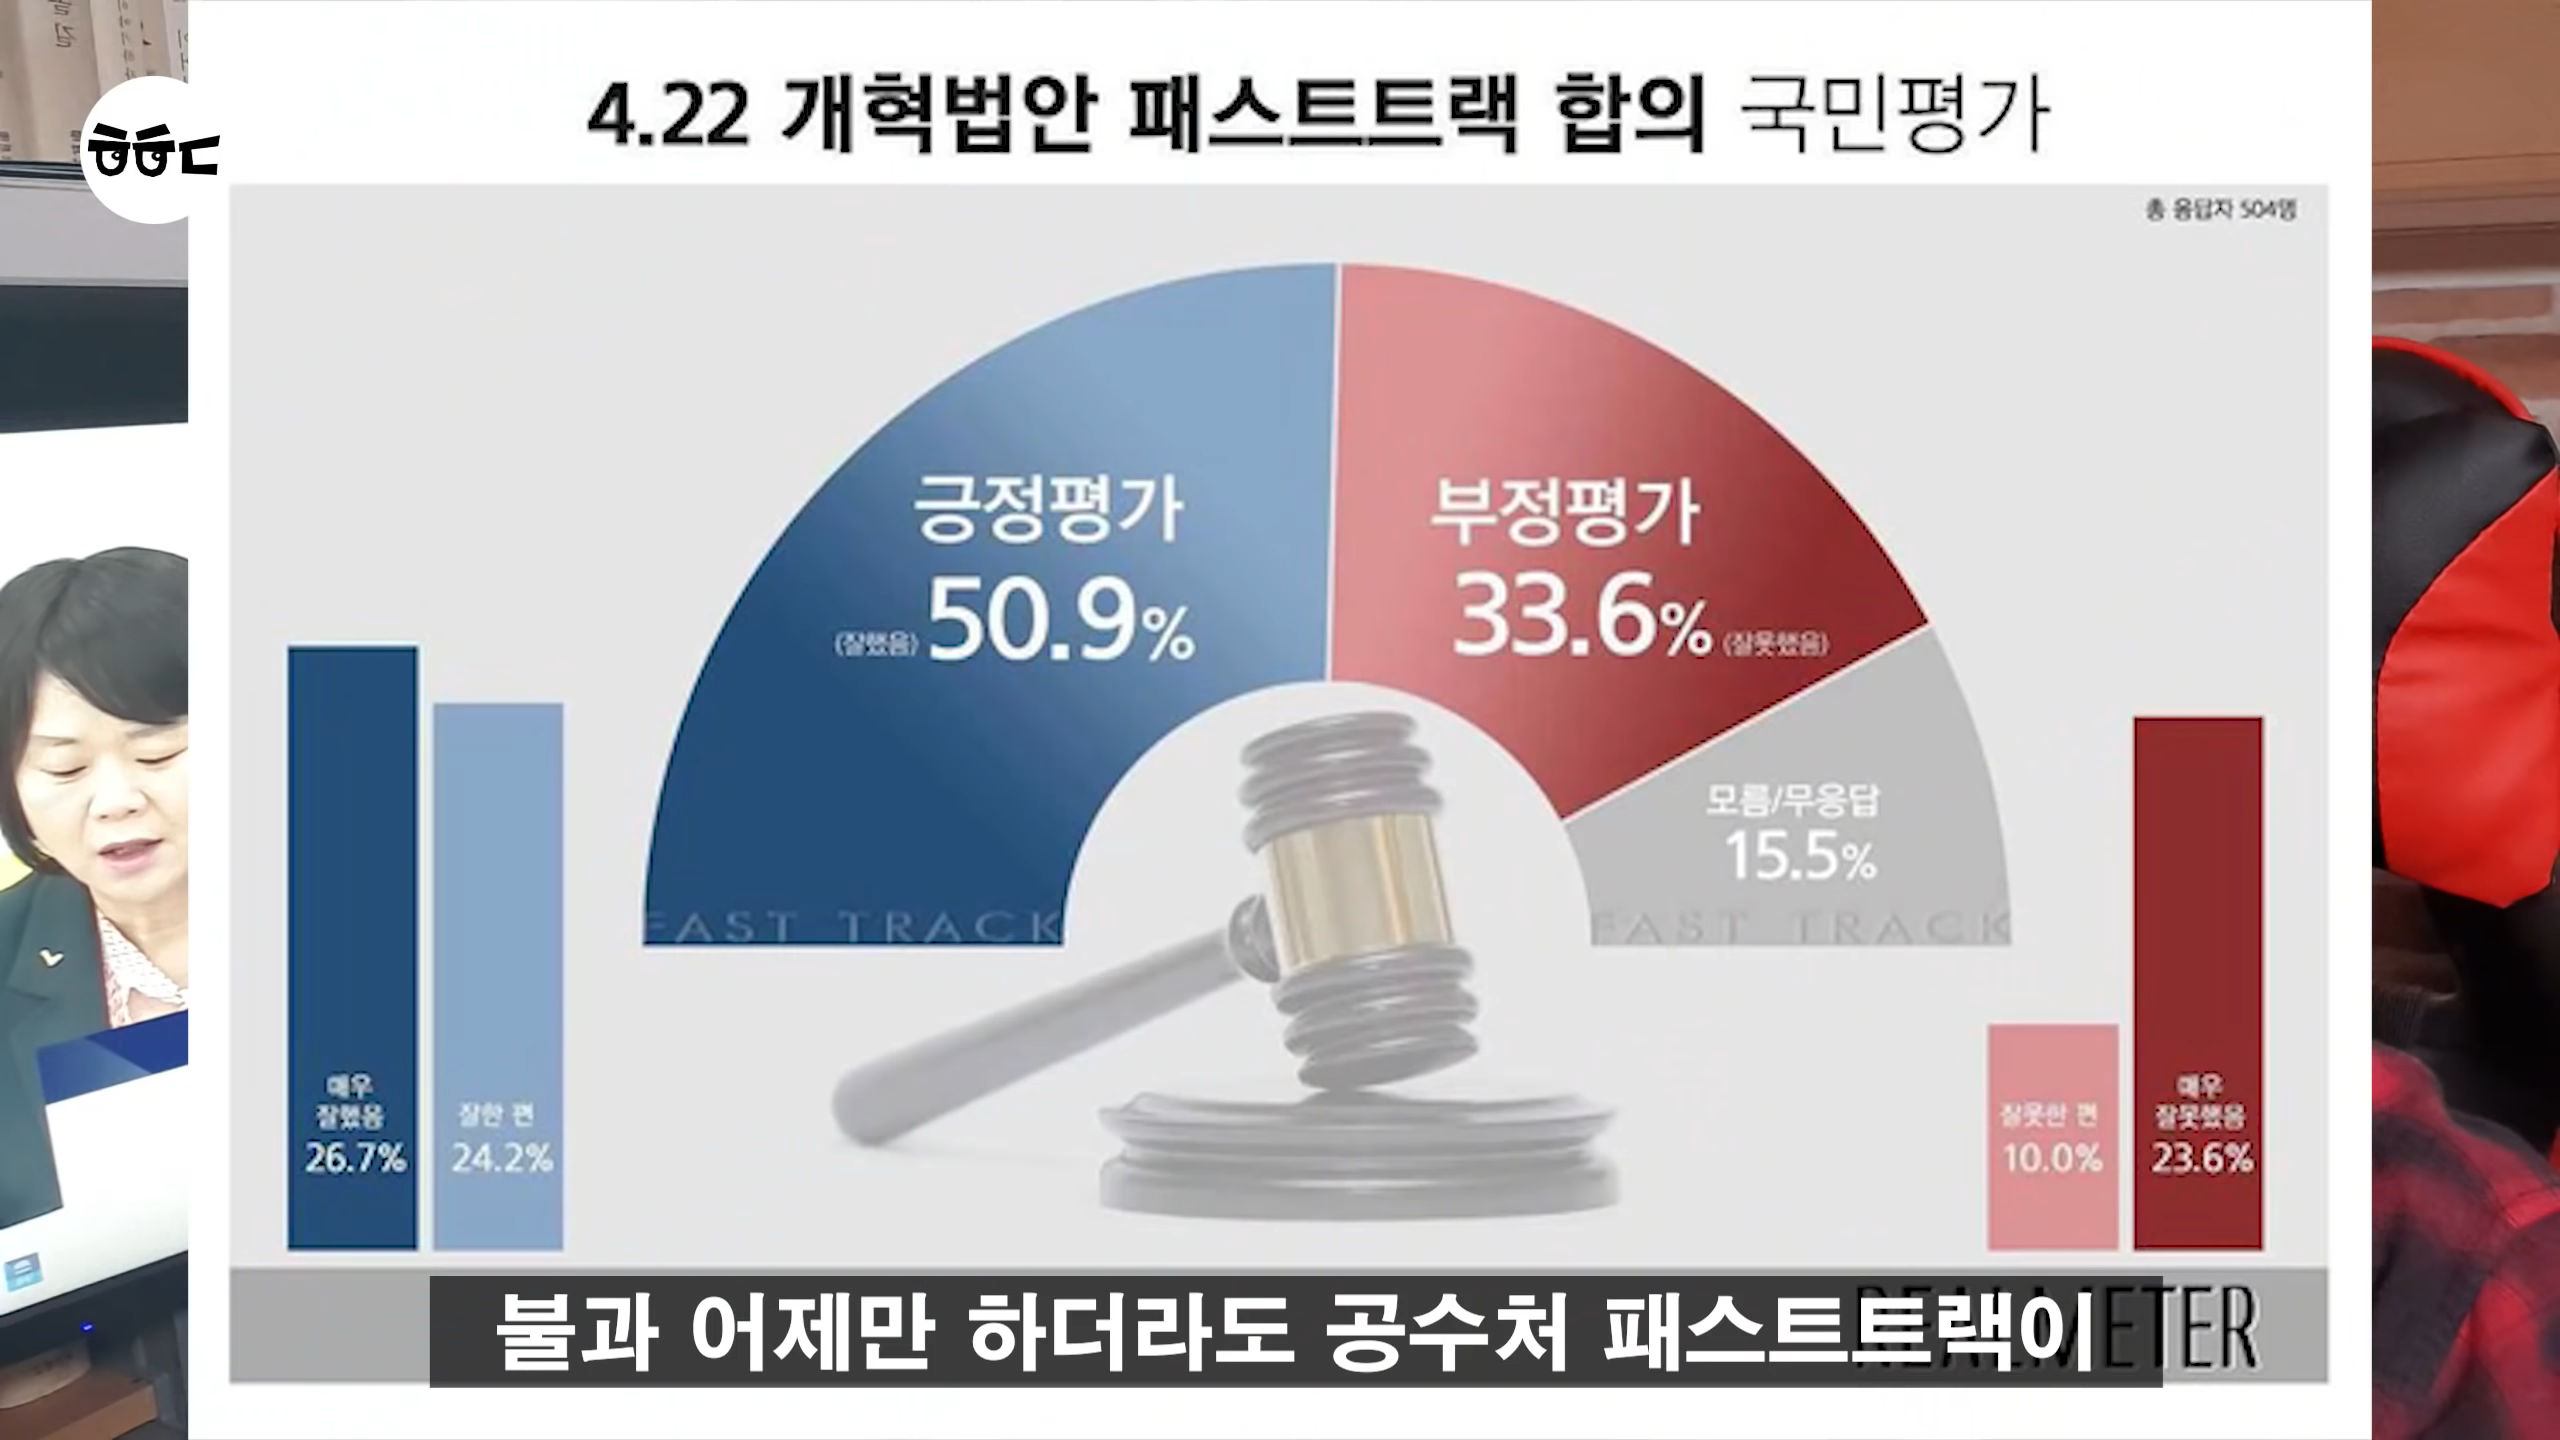 4.22 개혁법안 패스트트랙 합의 국민평가
총 응답자 504명
긍정평가
(잘했음) 50.9%
부정평가
33.6% (잘못했음)
모름/무응답
15.5%
FAST TRACK
FAST TRACK
매우
잘했음
26.7%
잘한 편
24.2%
잘못한 편
10.0%
매우
잘못했음
23.6%
REALMETER
불과 어제만 하더라도 공수처 패스트트랙이